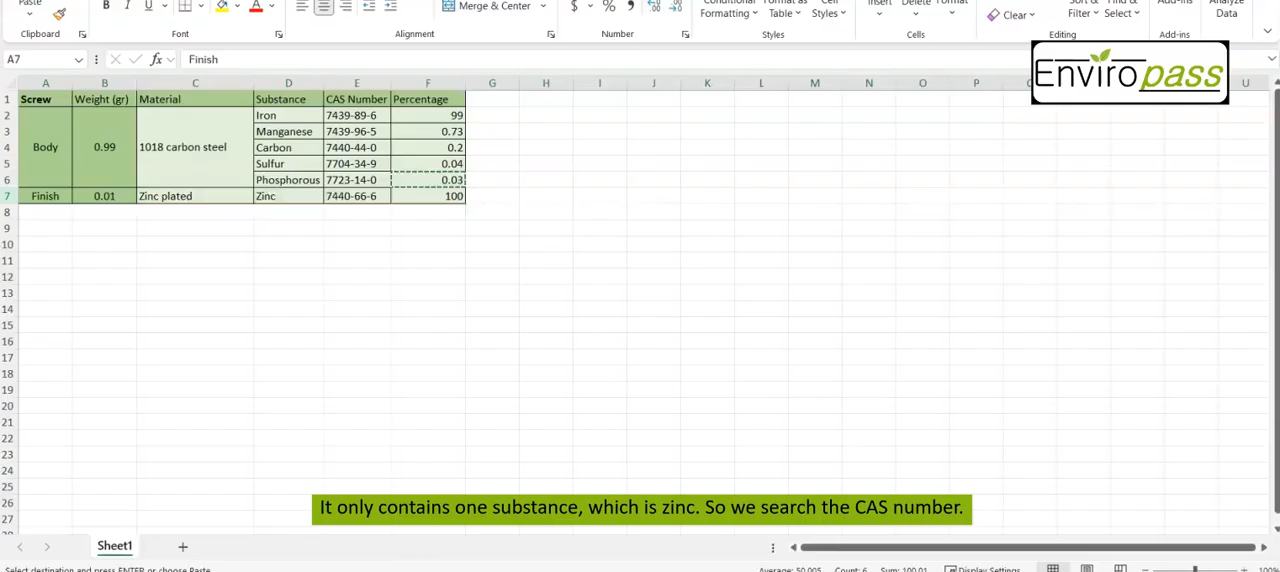 Paste
B I U A
Merge & Center
$ % 9
Conditional Format as Cell
Formatting Table Styles
Insert Delete Format
Clear
Sort & Find &
Filter Select
Add-ins
Analyze
Data
Clipboard Font Alignment Number Styles Cells Editing Add-ins
Enviropass
A7 fx Finish
A B C D E F G H I J K L M N O P Q R U
1 Screw Weight (gr) Material Substance CAS Number Percentage
2 Iron 7439-89-6 99
3 Manganese 7439-96-5 0.73
4 Body 0.99 1018 carbon steel Carbon 7440-44-0 0.2
5 Sulfur 7704-34-9 0.04
6 Phosphorous 7723-14-0 0.03
7 Finish 0.01 Zinc plated Zinc 7440-66-6 100
8
9
10
11
12
13
14
15
16
17
18
19
20
21
22
23
24
25
26
27
28
It only contains one substance, which is zinc. So we search the CAS number.
Sheet1
Select destination and press ENTER or choose Paste Average: 50.005 Count: 6 Sum: 100.01 Display Settings 100%